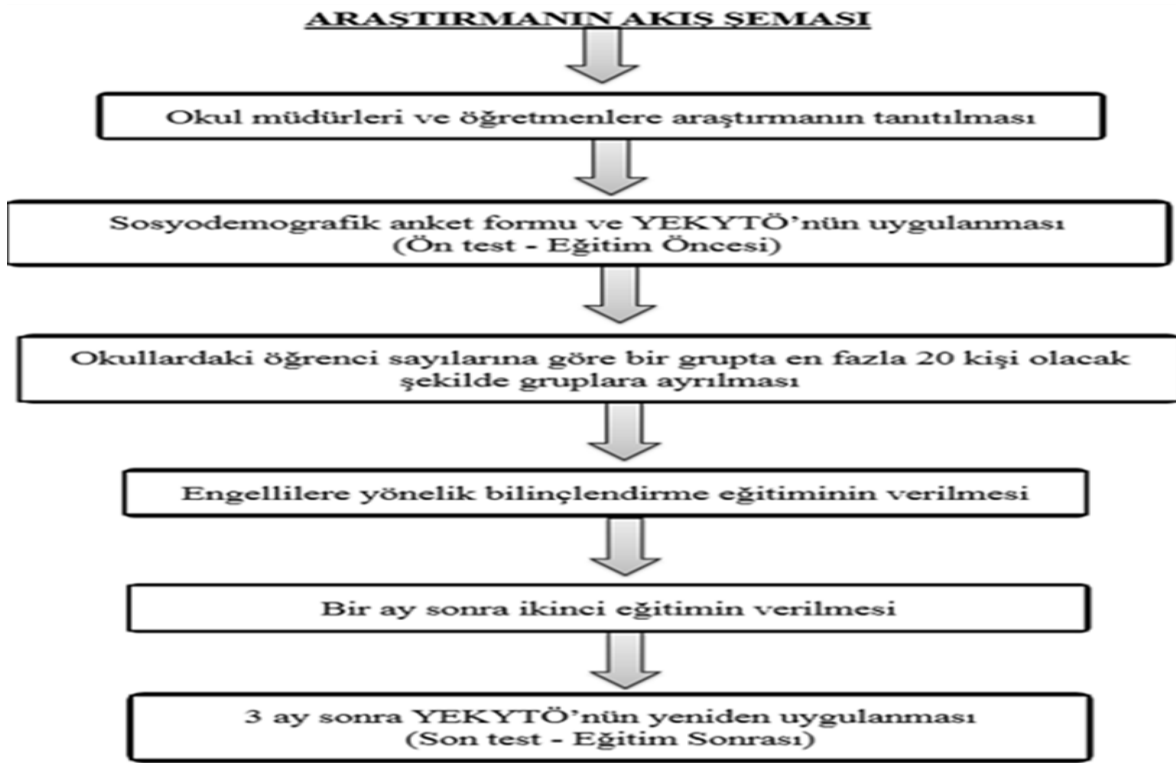 ARAŞTIRMANIN AKIŞ ŞEMASI
Okul müdürleri ve öğretmenlere araştırmanın tanıtılması
Sosyodemografik anket formu ve YEKYTÖ’nün uygulanması
(Ön test - Eğitim Öncesi)
Okullardaki öğrenci sayılarına göre bir grupta en fazla 20 kişi olacak
şekilde gruplara ayrılması
Engellilere yönelik bilinçlendirme eğitiminin verilmesi
Bir ay sonra ikinci eğitimin verilmesi
3 ay sonra YEKYTÖ’nün yeniden uygulanması
(Son test - Eğitim Sonrası)